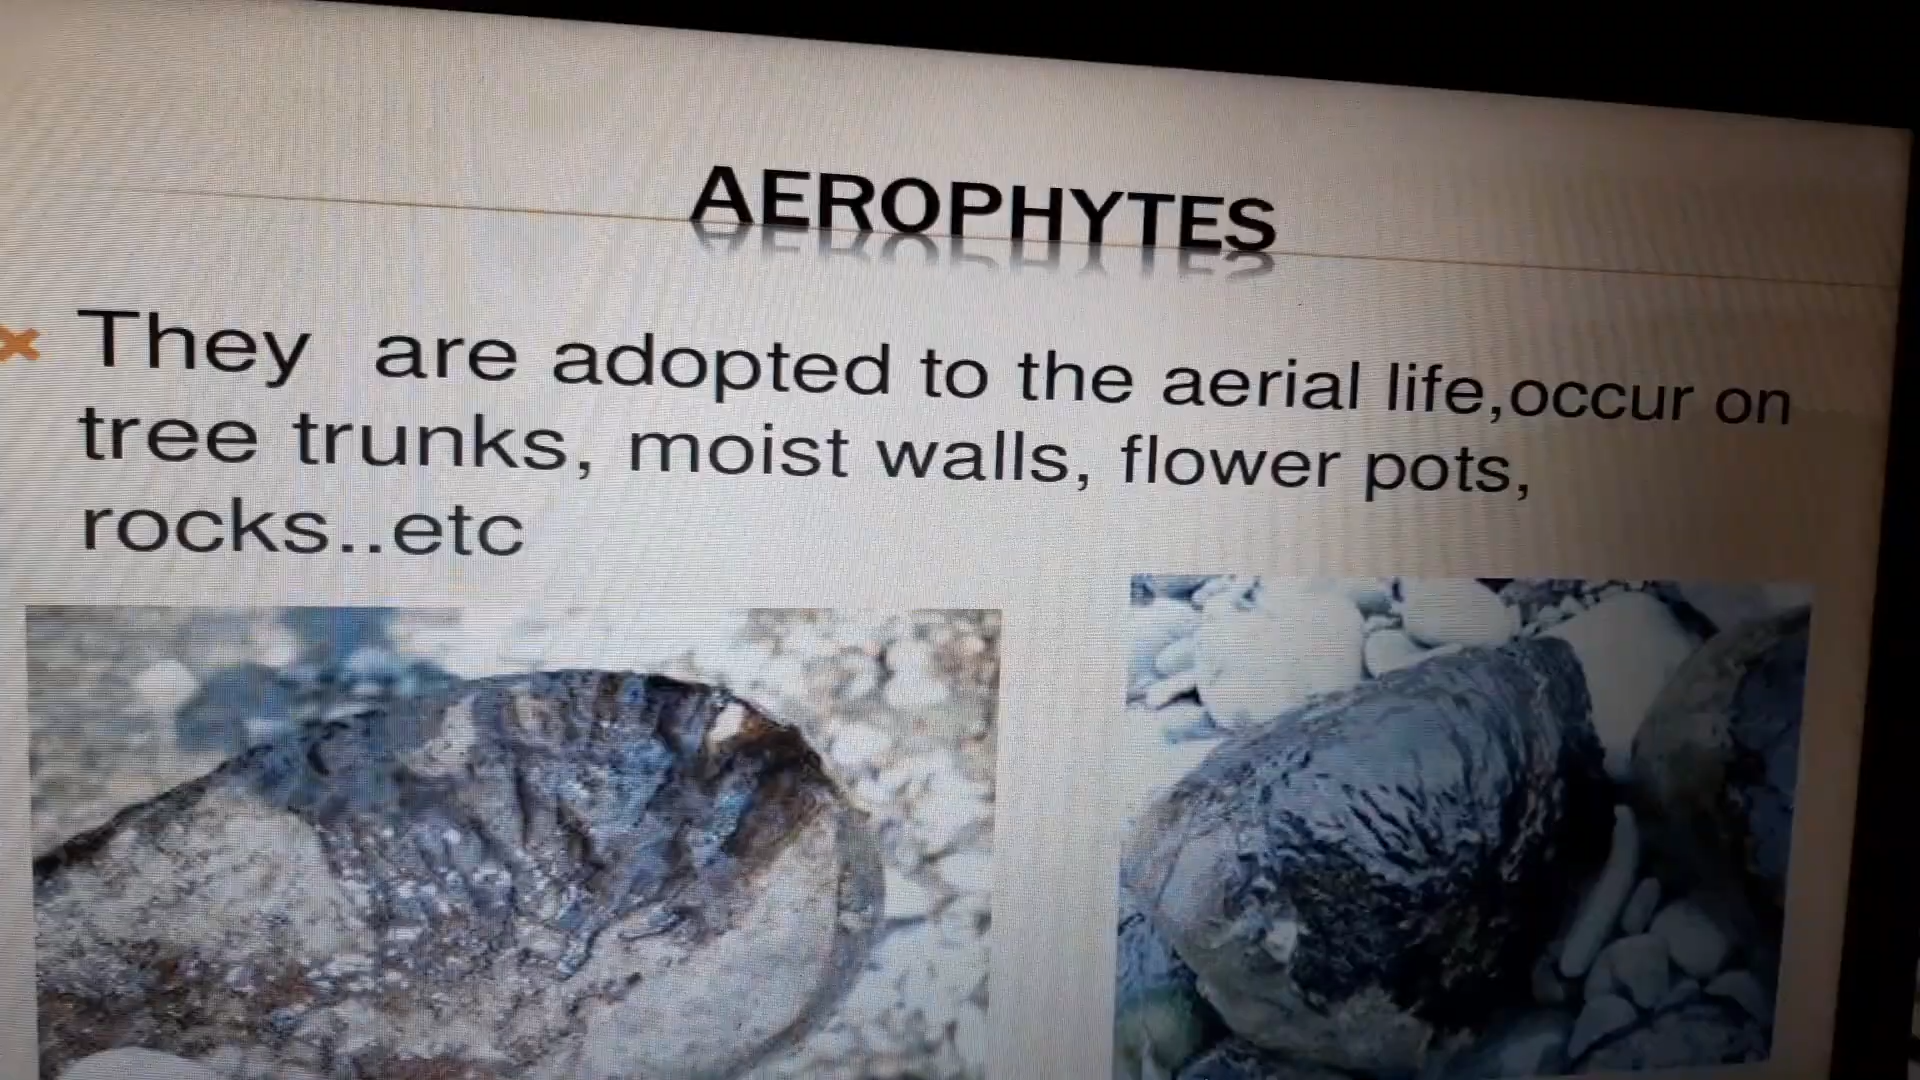 AEROPHYTES
They are adopted to the aerial life,occur on
tree trunks, moist walls, flower pots,
rocks..etc